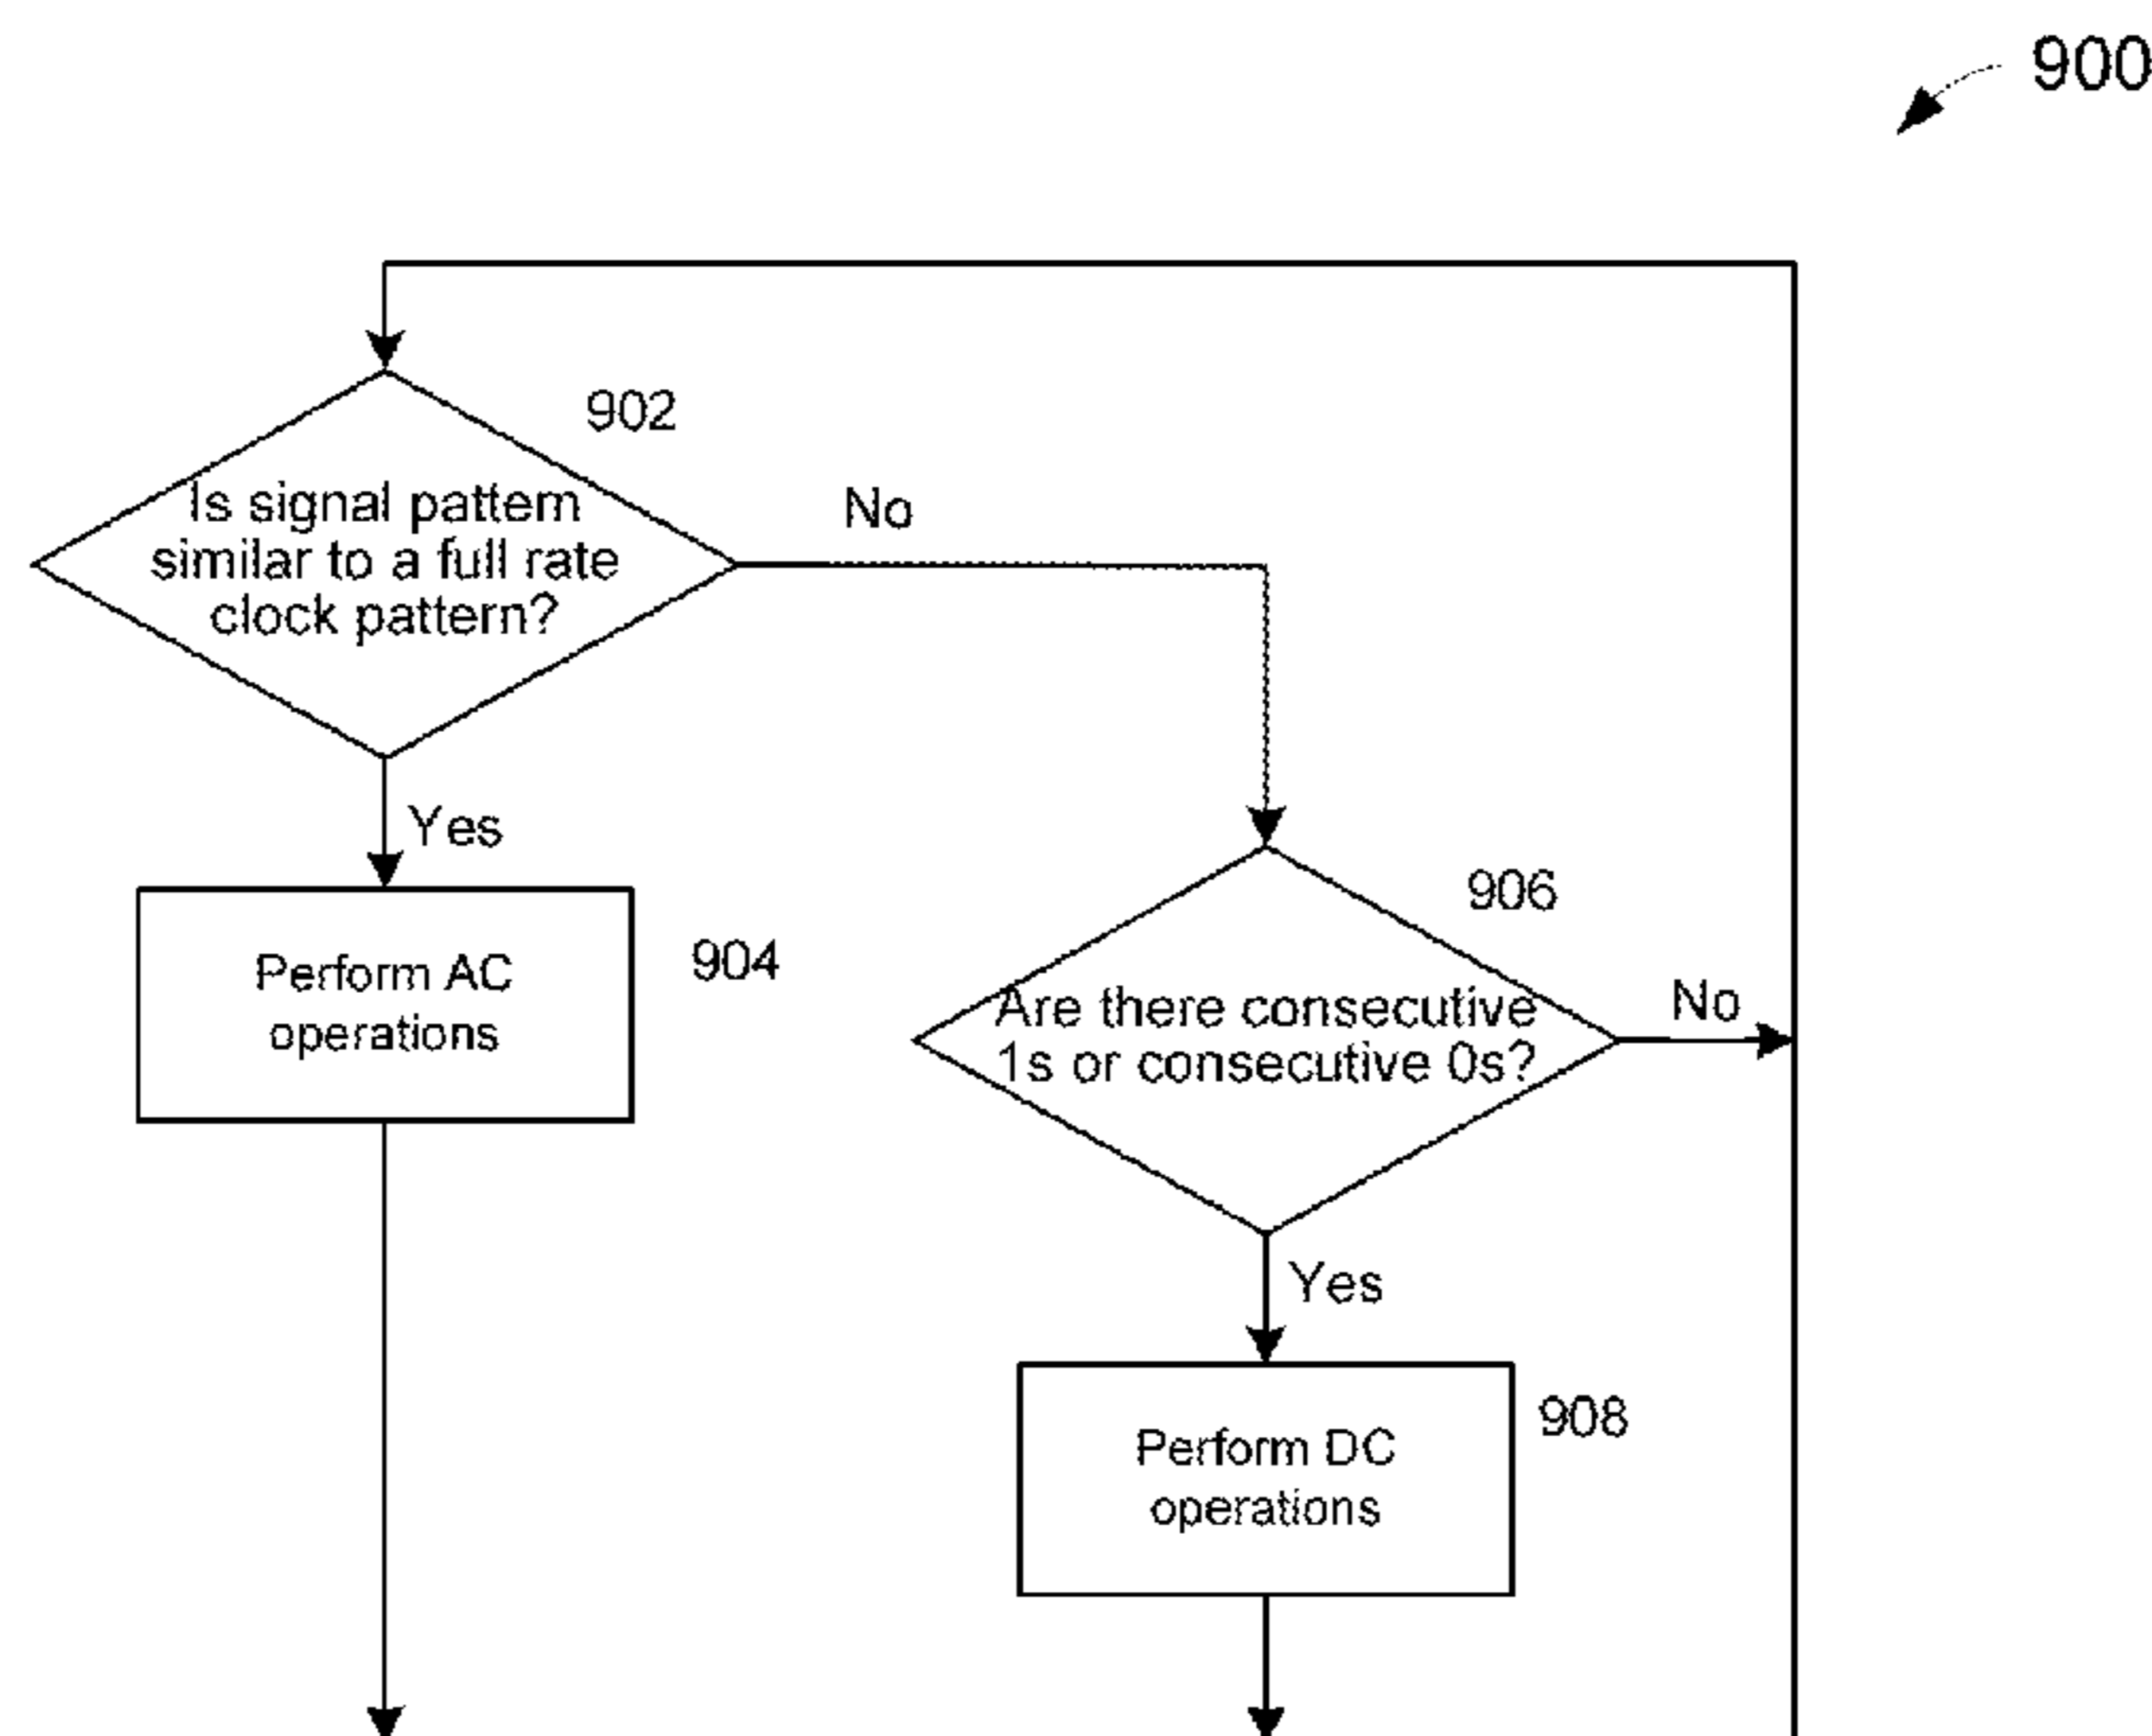 900
902
Is signal pattern
similar to a full rate
clock pattern?
No
Yes
Perform AC
operations
904
906
Are there consecutive
1s or consecutive 0s?
No
Yes
Perform DC
operations
908